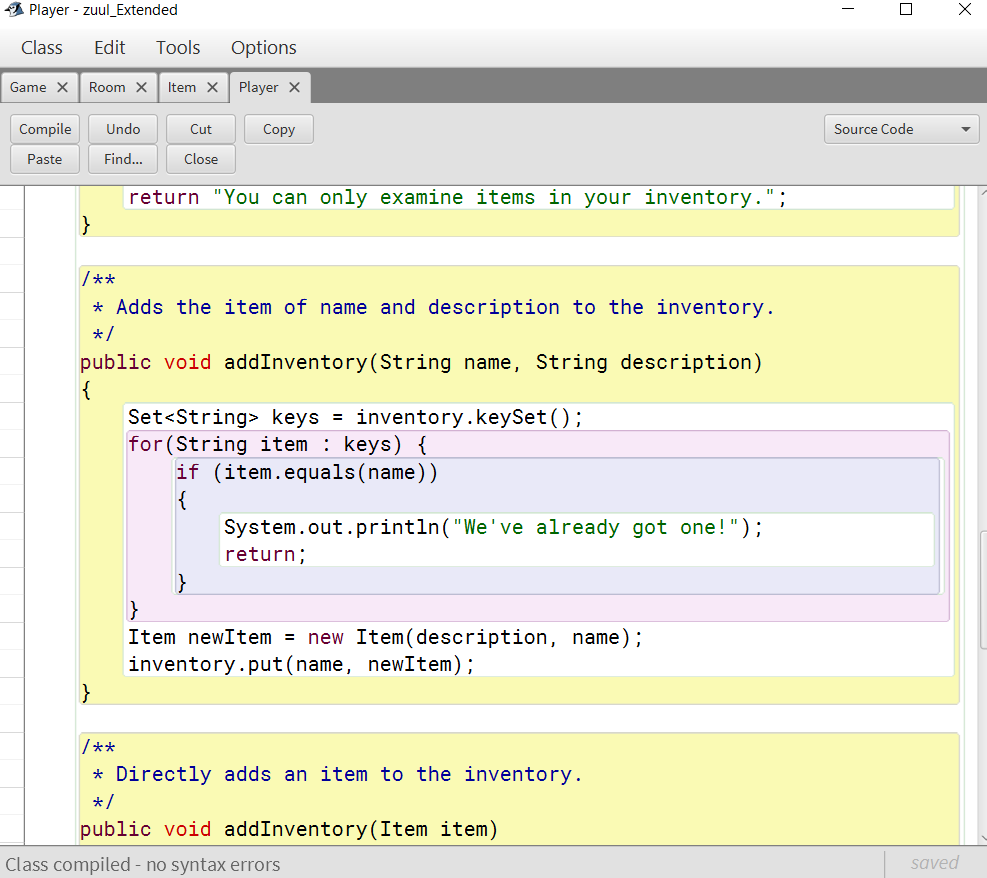 Player - zuul_Extended
Class Edit Tools Options
Game Room Item Player
Compile Undo Cut Copy Source Code
Paste Find... Close
return "You can only examine items in your inventory.";
}
/**
* Adds the item of name and description to the inventory.
*/
public void addInventory(String name, String description)
{
Set<String> keys = inventory.keySet();
for(String item : keys) {
if (item.equals(name))
{
System.out.println("We've already got one!");
return;
}
}
Item newItem = new Item(description, name);
inventory.put(name, newItem);
}
/**
* Directly adds an item to the inventory.
*/
public void addInventory(Item item)
Class compiled - no syntax errors
saved